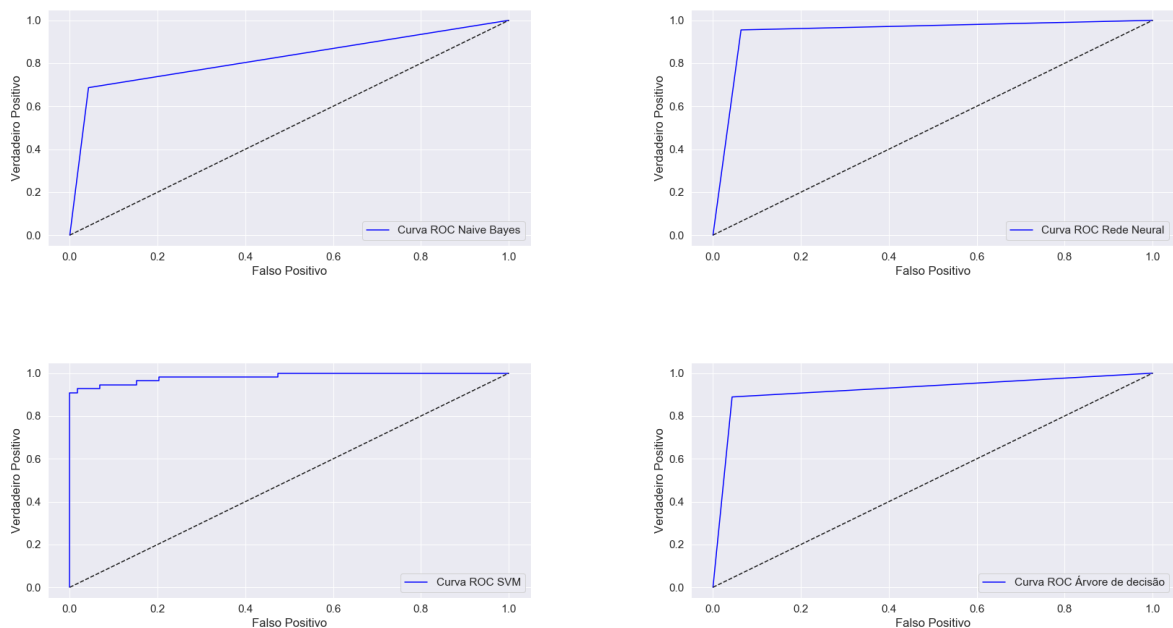 1.0
0.8
0.6
0.4
0.2
0.0
Verdadeiro Positivo
Curva ROC Naive Bayes
0.0 0.2 0.4 0.6 0.8 1.0
Falso Positivo
1.0
0.8
0.6
0.4
0.2
0.0
Verdadeiro Positivo
Curva ROC Rede Neural
0.0 0.2 0.4 0.6 0.8 1.0
Falso Positivo
1.0
0.8
0.6
0.4
0.2
0.0
Verdadeiro Positivo
Curva ROC SVM
0.0 0.2 0.4 0.6 0.8 1.0
Falso Positivo
1.0
0.8
0.6
0.4
0.2
0.0
Verdadeiro Positivo
Curva ROC Árvore de decisão
0.0 0.2 0.4 0.6 0.8 1.0
Falso Positivo